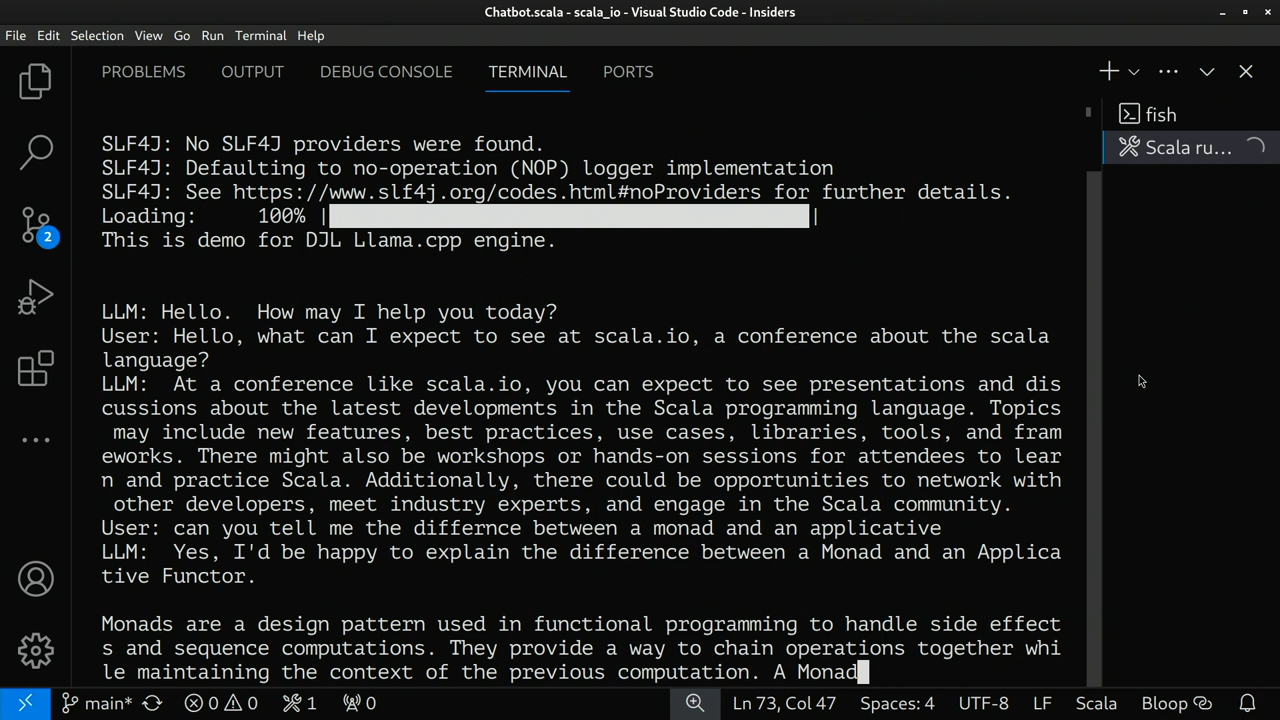 Chatbot.scala - scala_io - Visual Studio Code - Insiders
File Edit Selection View Go Run Terminal Help
PROBLEMS OUTPUT DEBUG CONSOLE TERMINAL PORTS
fish
Scala ru...
SLF4J: No SLF4J providers were found.
SLF4J: Defaulting to no-operation (NOP) logger implementation
SLF4J: See https://www.slf4j.org/codes.html#noProviders for further details.
Loading: 100% | |
This is demo for DJL Llama.cpp engine.
LLM: Hello. How may I help you today?
User: Hello, what can I expect to see at scala.io, a conference about the scala
language?
LLM: At a conference like scala.io, you can expect to see presentations and dis
cussions about the latest developments in the Scala programming language. Topics
may include new features, best practices, use cases, libraries, tools, and fram
eworks. There might also be workshops or hands-on sessions for attendees to lear
n and practice Scala. Additionally, there could be opportunities to network with
other developers, meet industry experts, and engage in the Scala community.
User: can you tell me the differnce between a monad and an applicative
LLM: Yes, I'd be happy to explain the difference between a Monad and an Applica
tive Functor.
Monads are a design pattern used in functional programming to handle side effect
s and sequence computations. They provide a way to chain operations together whi
le maintaining the context of the previous computation. A Monad
2
main* 0 0 1 0 Ln 73, Col 47 Spaces: 4 UTF-8 LF Scala Bloop